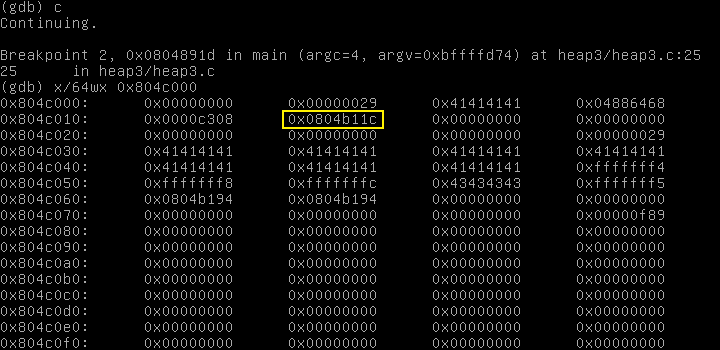 (gdb) c
Continuing.
Breakpoint 2, 0x0804891d in main (argc=4, argv=0xbffffd74) at heap3/heap3.c:25
25      in heap3/heap3.c
(gdb) x/64wx 0x804c000
0x804c000:      0x00000000      0x00000029      0x41414141      0x04886468
0x804c010:      0x0000c308      0x0804b11c      0x00000000      0x00000000
0x804c020:      0x00000000      0x00000000      0x00000000      0x00000029
0x804c030:      0x41414141      0x41414141      0x41414141      0x41414141
0x804c040:      0x41414141      0x41414141      0x41414141      0xfffffff4
0x804c050:      0xfffffff8      0xfffffffc      0x43434343      0xfffffff5
0x804c060:      0x0804b194      0x0804b194      0x00000000      0x00000000
0x804c070:      0x00000000      0x00000000      0x00000000      0x00000f89
0x804c080:      0x00000000      0x00000000      0x00000000      0x00000000
0x804c090:      0x00000000      0x00000000      0x00000000      0x00000000
0x804c0a0:      0x00000000      0x00000000      0x00000000      0x00000000
0x804c0b0:      0x00000000      0x00000000      0x00000000      0x00000000
0x804c0c0:      0x00000000      0x00000000      0x00000000      0x00000000
0x804c0d0:      0x00000000      0x00000000      0x00000000      0x00000000
0x804c0e0:      0x00000000      0x00000000      0x00000000      0x00000000
0x804c0f0:      0x00000000      0x00000000      0x00000000      0x00000000